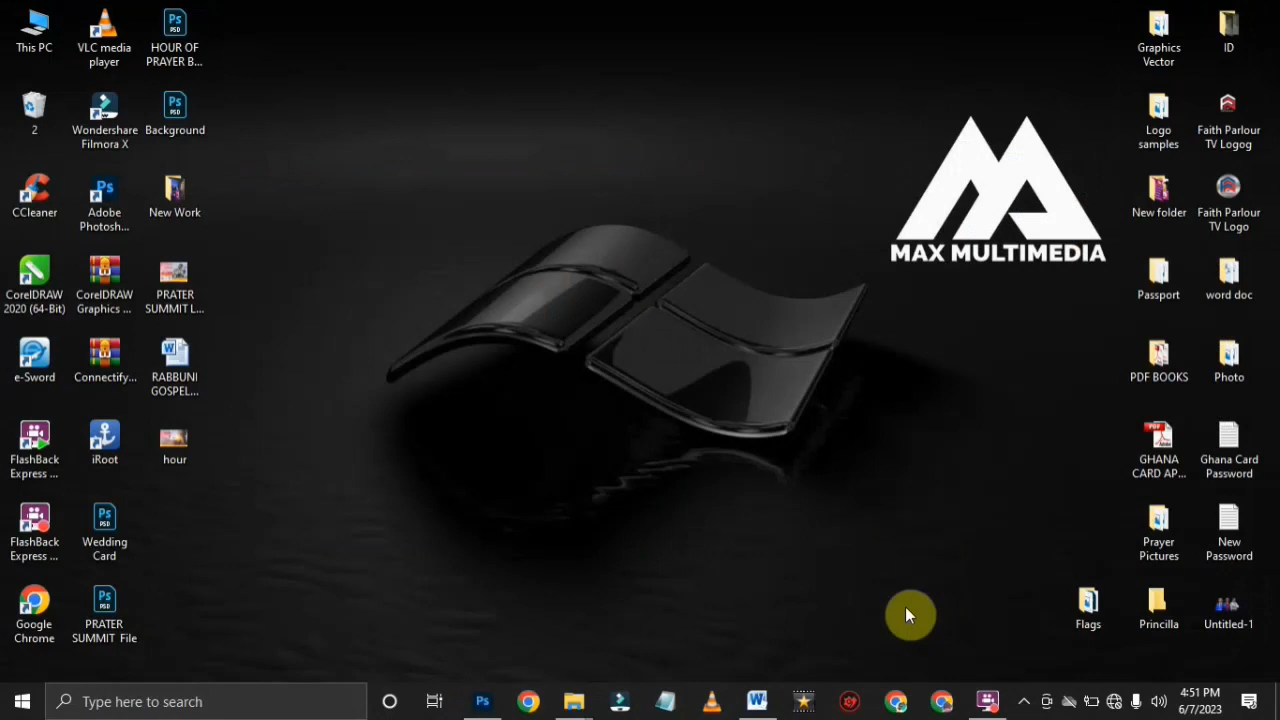 This PC
VLC media
player
HOUR OF
PRAYER B...
2
Wondershare
Filmora X
Background
CCleaner
Adobe
Photosh...
New Work
CorelDRAW
2020 (64-Bit)
CorelDRAW
Graphics ...
PRATER
SUMMIT L...
e-Sword
Connectify...
RABBUNI
GOSPEL...
FlashBack
Express ...
iRoot
hour
FlashBack
Express ...
Wedding
Card
Google
Chrome
PRATER
SUMMIT File
MAX MULTIMEDIA
Graphics
Vector
ID
Logo
samples
Faith Parlour
TV Logog
New folder
Faith Parlour
TV Logo
Passport
word doc
PDF BOOKS
Photo
GHANA
CARD AP...
Ghana Card
Password
Prayer
Pictures
New
Password
Flags
Princilla
Untitled-1
Type here to search
4:51 PM
6/7/2023